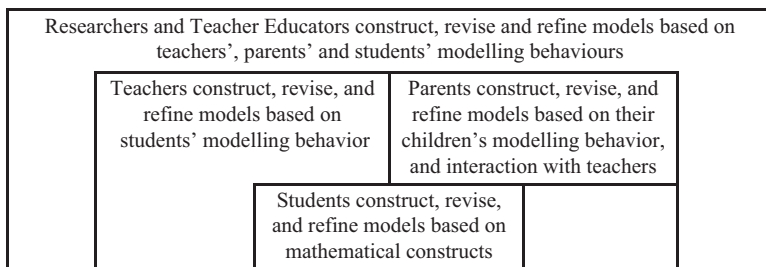 Researchers and Teacher Educators construct, revise and refine models based on
teachers’, parents’ and students’ modelling behaviours
Teachers construct, revise, and
refine models based on
students’ modelling behavior
Parents construct, revise, and
refine models based on their
children’s modelling behavior,
and interaction with teachers
Students construct, revise,
and refine models based on
mathematical constructs